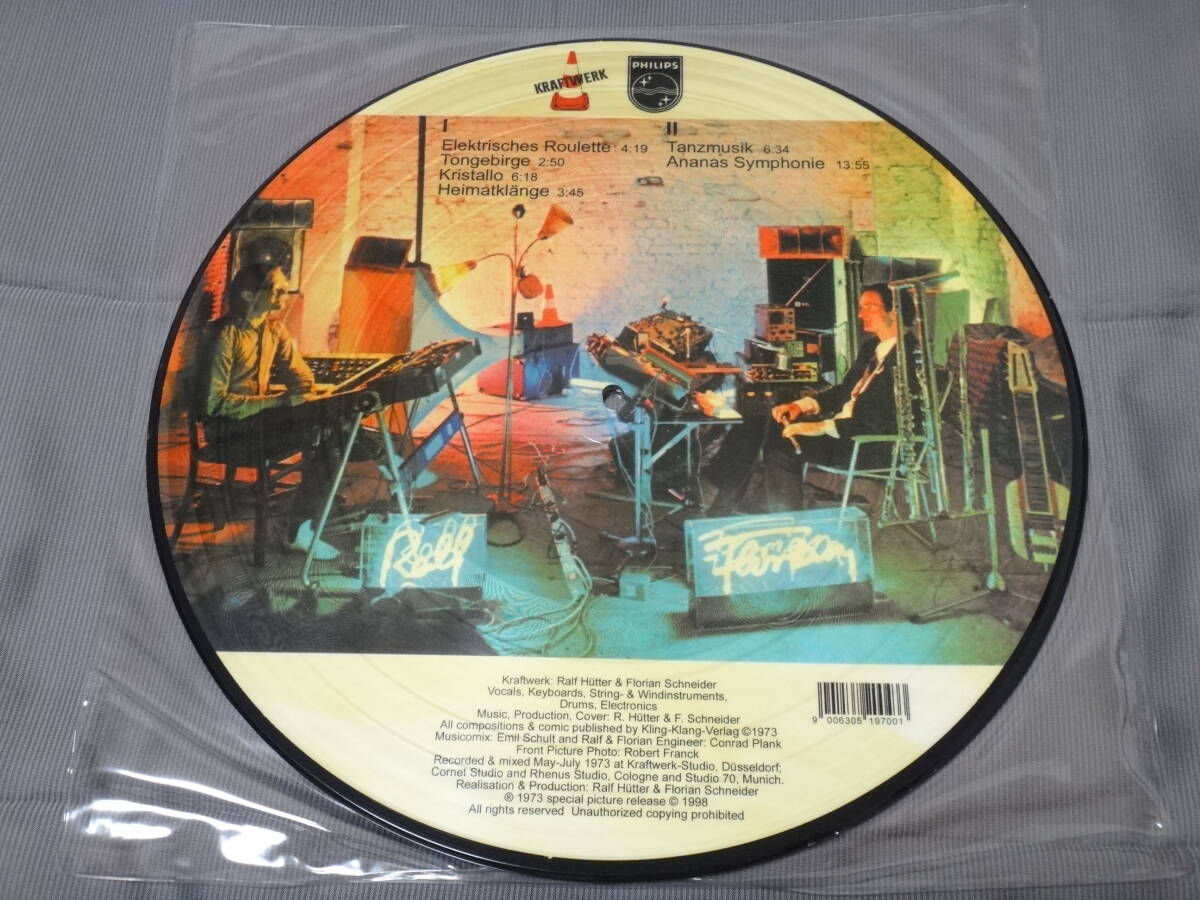 KRAFTWERK
PHILIPS
I
Elektrisches Roulette 4:19
Tongebirge 2:50
Kristallo 6:18
Heimatklänge 3:45
II
Tanzmusik 6:34
Ananas Symphonie 13:55
Ralf
Florian
Kraftwerk: Ralf Hütter & Florian Schneider
Vocals, Keyboards, String- & Windinstruments,
Drums, Electronics
Music, Production, Cover: R. Hütter & F. Schneider
All compositions & comic published by Kling-Klang-Verlag ©1973
Musicomix: Emil Schult and Ralf & Florian Engineer: Conrad Plank
Front Picture Photo: Robert Franck
Recorded & mixed May-July 1973 at Kraftwerk-Studio, Düsseldorf;
Cornet Studio and Rhenus Studio, Cologne and Studio 70, Munich.
Realisation & Production: Ralf Hütter & Florian Schneider
® 1973 special picture release © 1998
All rights reserved Unauthorized copying prohibited
9 006305 197001